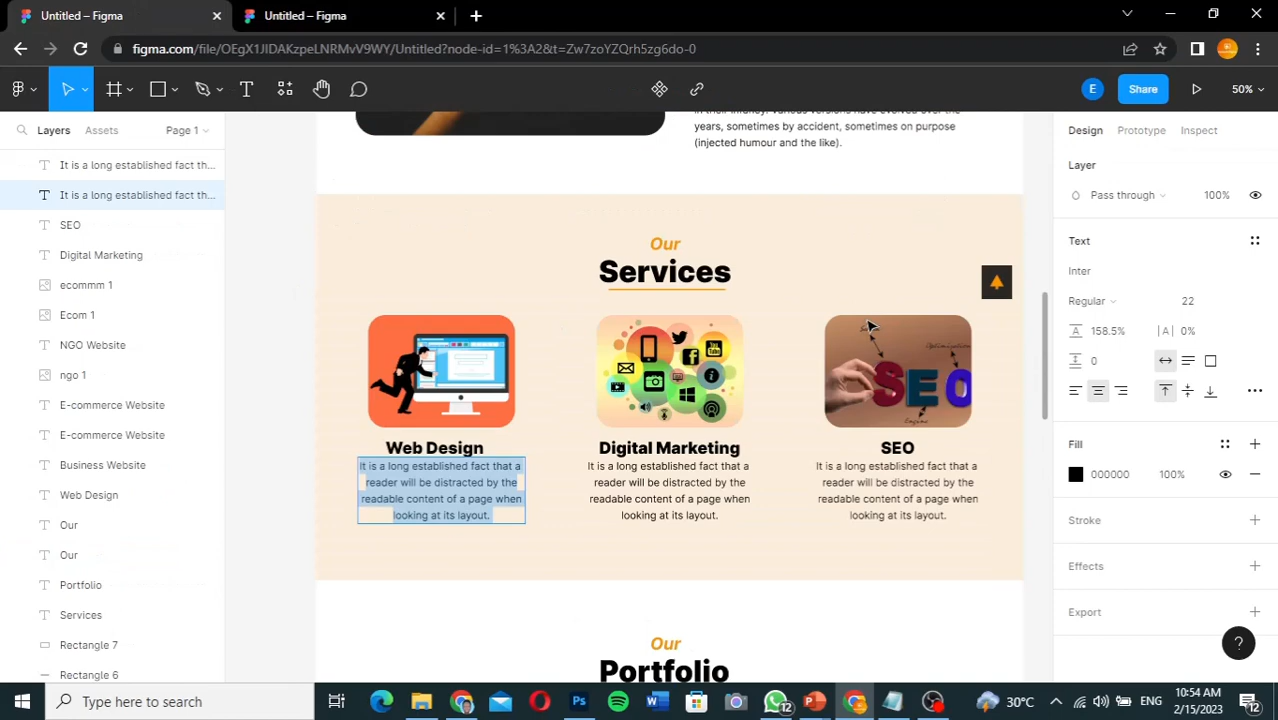 Untitled – Figma
Untitled – Figma
figma.com/file/OEgX1JIDAKzpeLNRMvV9WY/Untitled?node-id=1%3A2&t=Zw7zoYZQrh5zg6do-0
E
Share
50%
Layers
Assets
Page 1
It is a long established fact th...
It is a long established fact th...
SEO
Digital Marketing
ecommm 1
Ecom 1
NGO Website
ngo 1
E-commerce Website
E-commerce Website
Business Website
Web Design
Our
Our
Portfolio
Services
Rectangle 7
Rectangle 6
years, sometimes by accident, sometimes on purpose
(injected humour and the like).
Our
Services
SEO
Web Design
It is a long established fact that a
reader will be distracted by the
readable content of a page when
looking at its layout.
Digital Marketing
It is a long established fact that a
reader will be distracted by the
readable content of a page when
looking at its layout.
SEO
It is a long established fact that a
reader will be distracted by the
readable content of a page when
looking at its layout.
Our
Portfolio
Design
Prototype
Inspect
Layer
Pass through
100%
Text
Inter
Regular
22
158.5%
0%
0
Fill
000000
100%
Stroke
Effects
Export
?
Type here to search
12
30°C
ENG
10:54 AM
2/15/2023
12